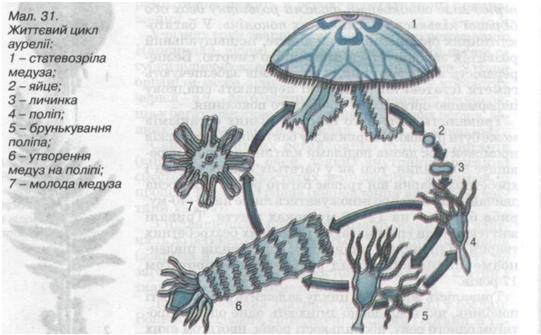 Мал. 31.
Життєвий цикл
аурелії:
1 – статевозріла
медуза;
2 – яйце;
3 – личинка
4 – поліп;
5 – брунькування
поліпа;
6 – утворення
медуз на поліпі;
7 – молода медуза
1
2
3
4
5
6
7